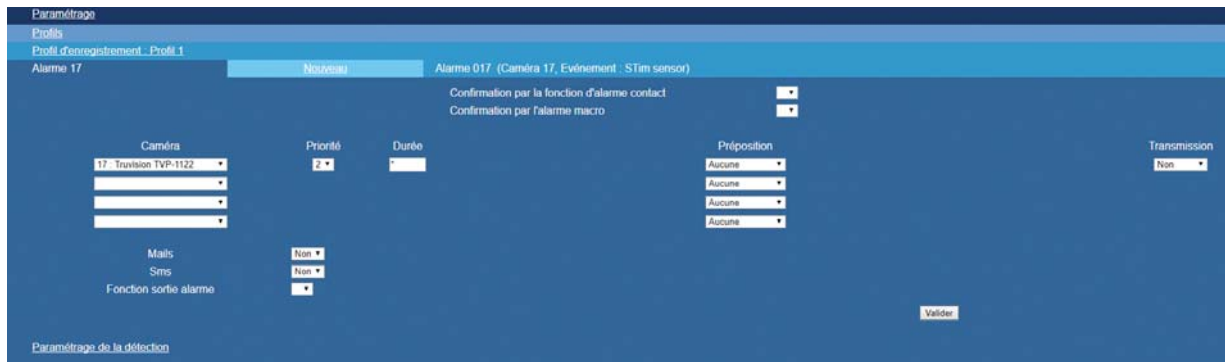 Paramétrage
Profils
Profil d'enregistrement : Profil 1
Alarme 17 Nouveau Alarme 017 (Caméra 17, Evénement : STim sensor)
Confirmation par la fonction d'alarme contact
Confirmation par l'alarme macro
Caméra Priorité Durée Préposition Transmission
17 : Truvision TVP-1122 2 * Aucune Non
Aucune
Aucune
Aucune
Mails Non
Sms Non
Fonction sortie alarme
Valider
Paramétrage de la détection